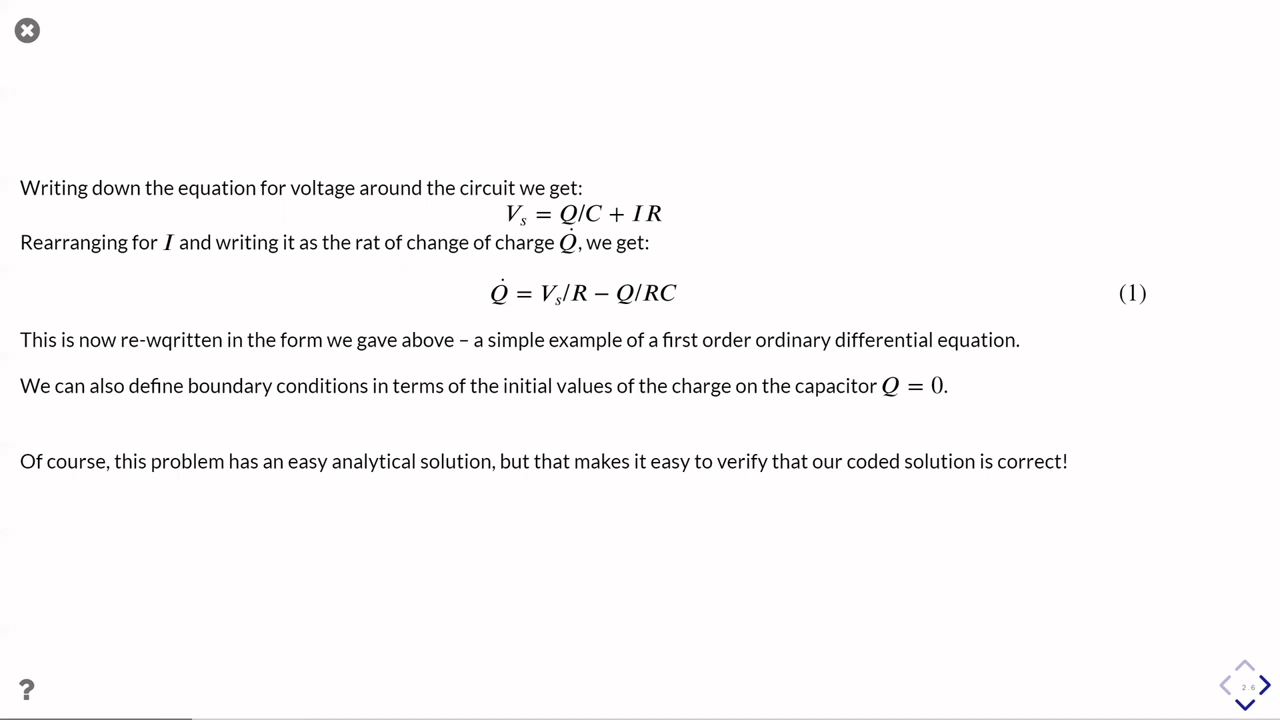 Writing down the equation for voltage around the circuit we get:
Vₛ = Q/C + IR
Rearranging for I and writing it as the rat of change of charge Q̇, we get:
Q̇ = Vₛ/R − Q/RC (1)
This is now re-wqritten in the form we gave above – a simple example of a first order ordinary differential equation.
We can also define boundary conditions in terms of the initial values of the charge on the capacitor Q = 0.
Of course, this problem has an easy analytical solution, but that makes it easy to verify that our coded solution is correct!
?
2.6